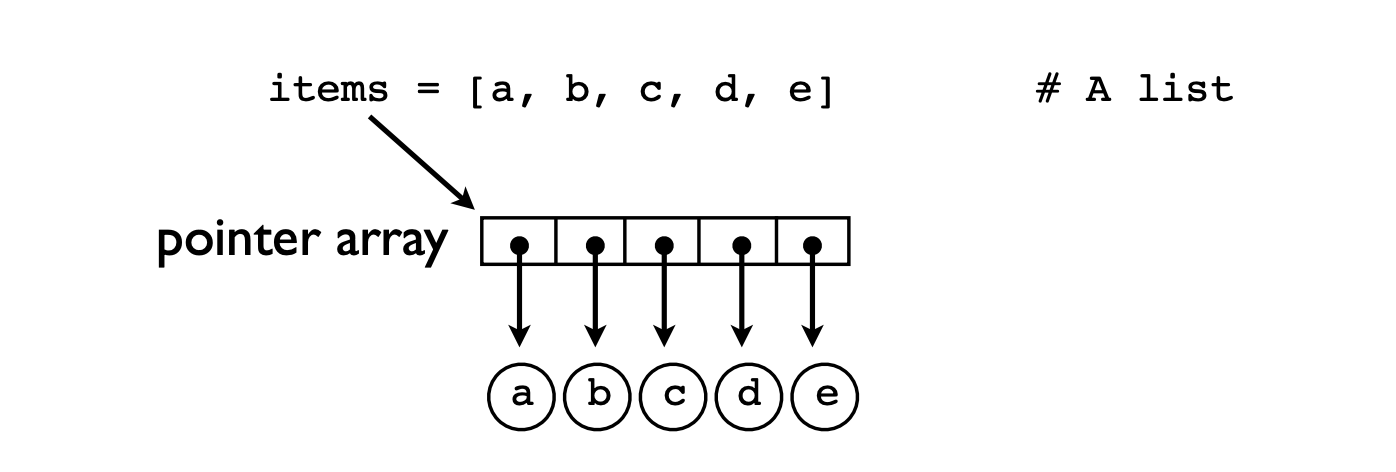 items = [a, b, c, d, e] # A list
pointer array
a b c d e